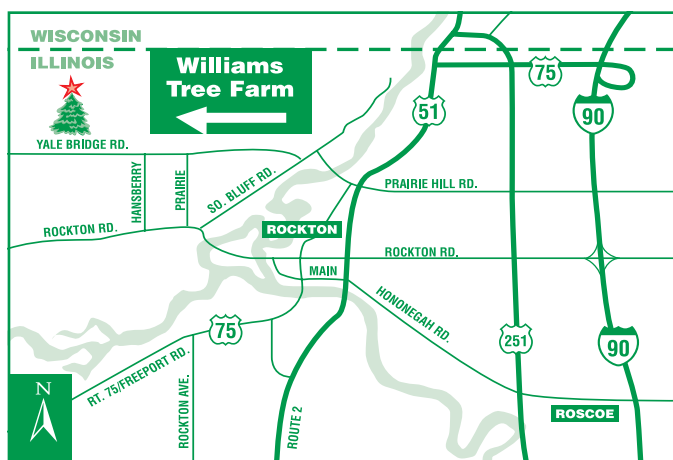 WISCONSIN
ILLINOIS
Williams
Tree Farm
51
75
90
YALE BRIDGE RD.
HANSBERRY
PRAIRIE
SO. BLUFF RD.
PRAIRIE HILL RD.
ROCKTON
ROCKTON RD.
ROCKTON RD.
MAIN
HONONEGAH RD.
75
251
90
RT. 75/FREEPORT RD.
ROCKTON AVE.
ROUTE 2
ROSCOE
N